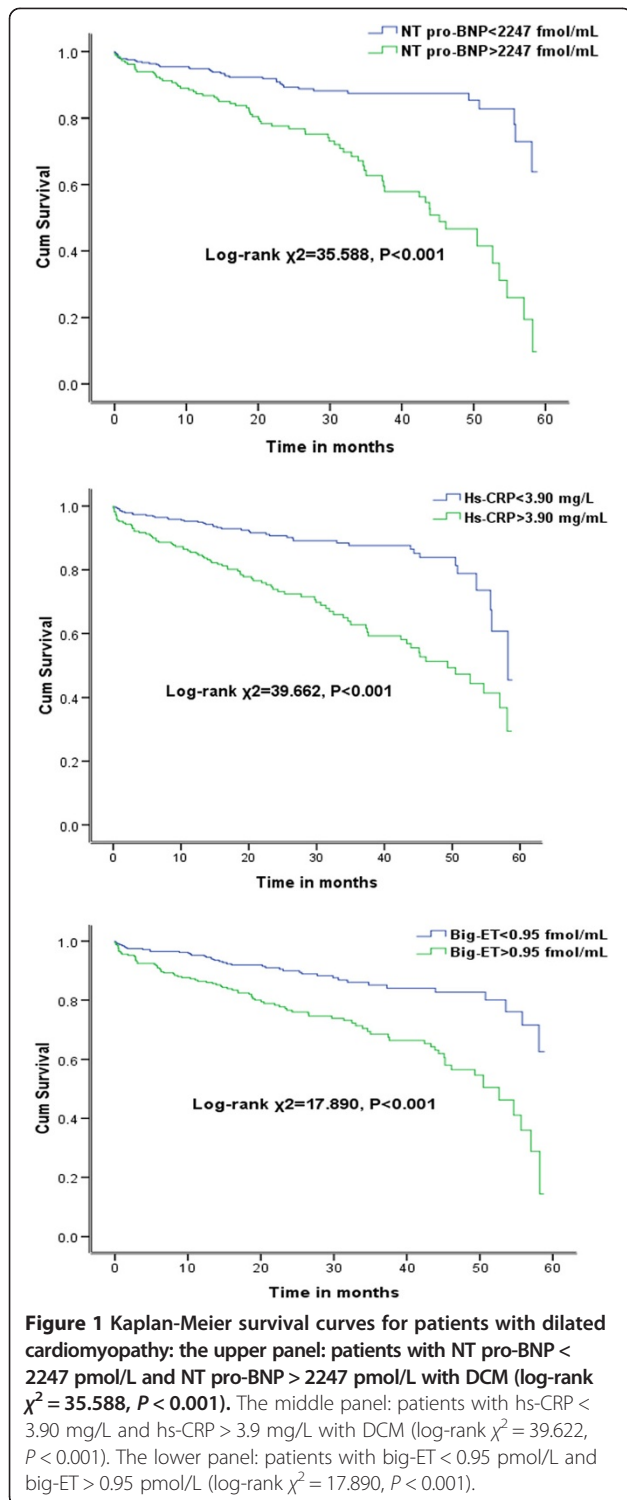 NT pro-BNP<2247 fmol/mL
NT pro-BNP>2247 fmol/mL
1.0
0.8
0.6
0.4
0.2
0.0
Cum Survival
Log-rank χ2=35.588, P<0.001
0 10 20 30 40 50 60
Time in months
Hs-CRP<3.90 mg/L
Hs-CRP>3.90 mg/mL
1.0
0.8
0.6
0.4
0.2
0.0
Cum Survival
Log-rank χ2=39.662, P<0.001
0 10 20 30 40 50 60
Time in months
Big-ET<0.95 fmol/mL
Big-ET>0.95 fmol/mL
1.0
0.8
0.6
0.4
0.2
0.0
Cum Survival
Log-rank χ2=17.890, P<0.001
0 10 20 30 40 50 60
Time in months
Figure 1 Kaplan-Meier survival curves for patients with dilated
cardiomyopathy: the upper panel: patients with NT pro-BNP <
2247 pmol/L and NT pro-BNP > 2247 pmol/L with DCM (log-rank
χ² = 35.588, P < 0.001). The middle panel: patients with hs-CRP <
3.90 mg/L and hs-CRP > 3.9 mg/L with DCM (log-rank χ² = 39.622,
P < 0.001). The lower panel: patients with big-ET < 0.95 pmol/L and
big-ET > 0.95 pmol/L (log-rank χ² = 17.890, P < 0.001).